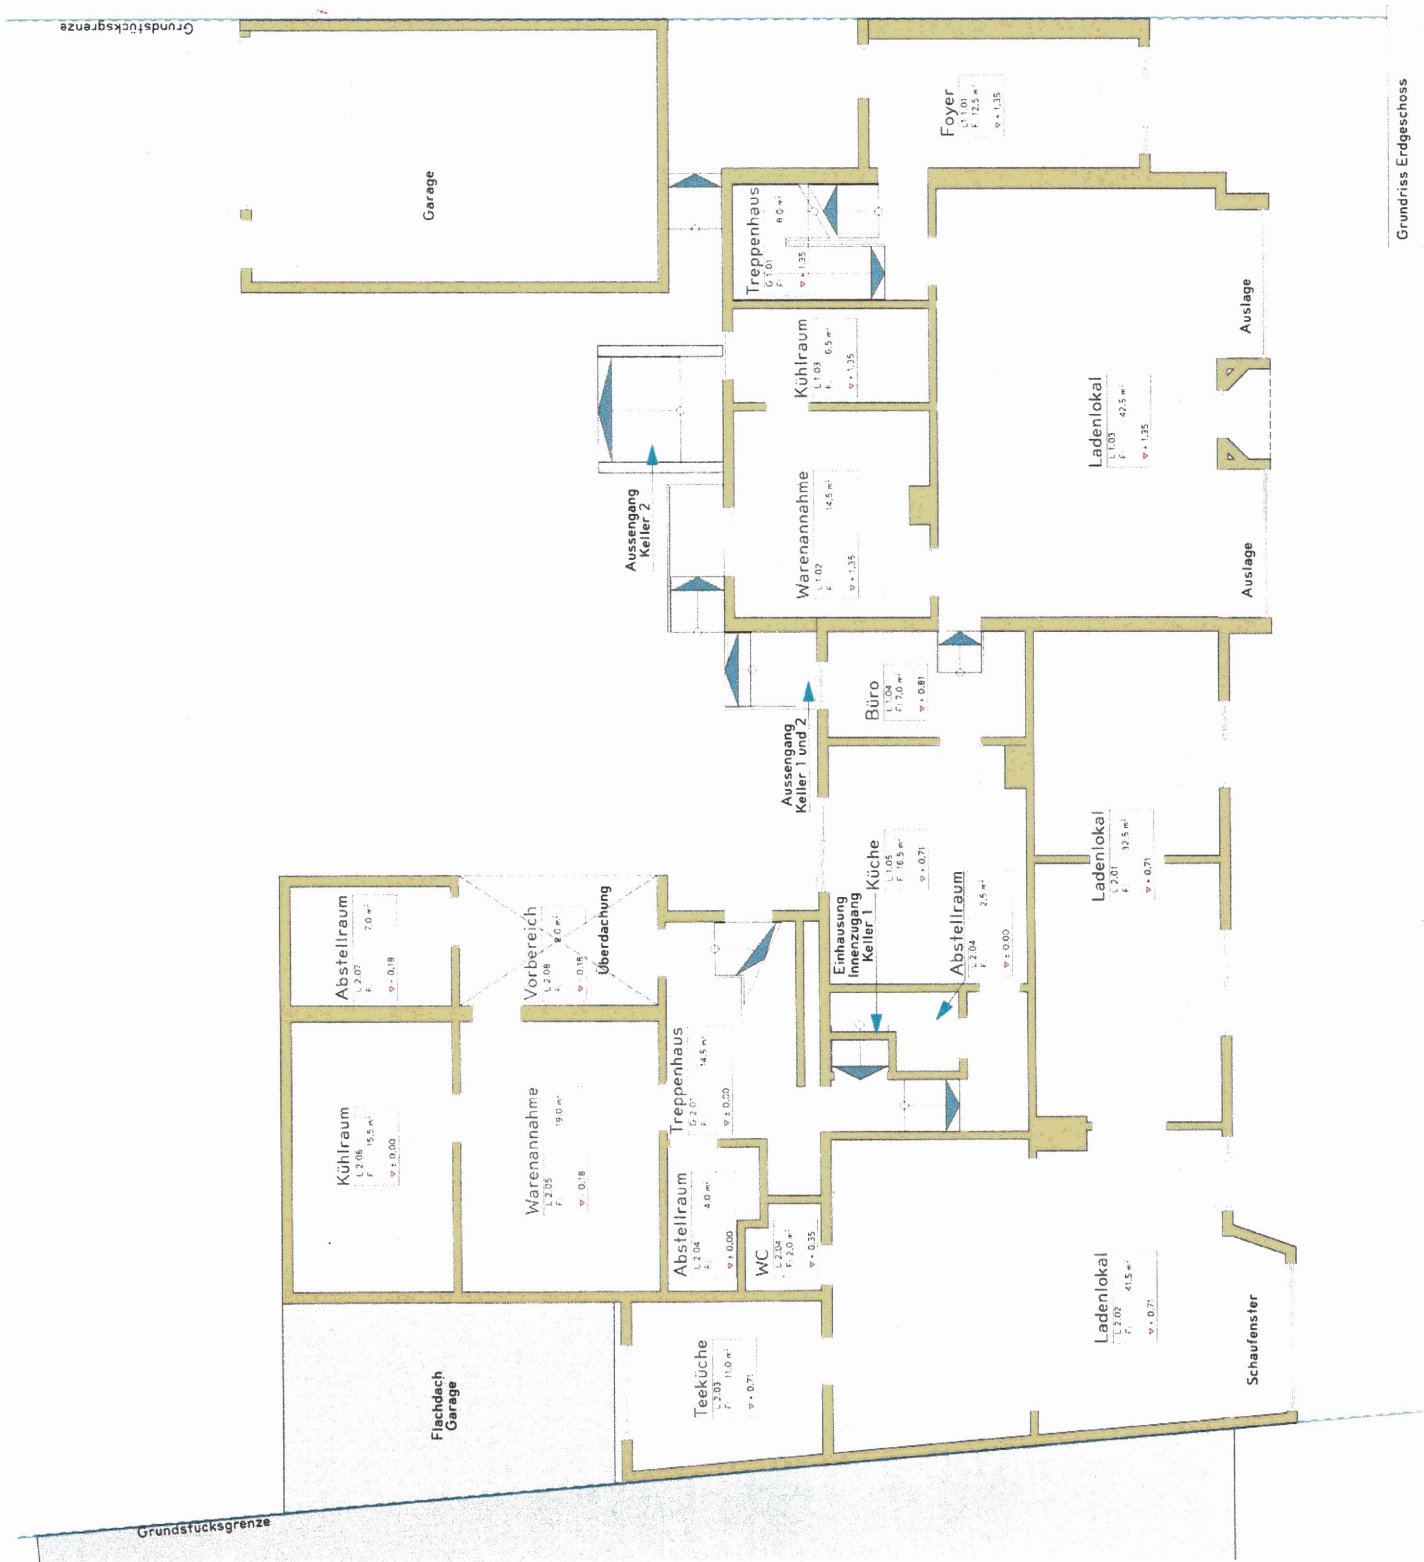 Grundstücksgrenze
Garage
Foyer
L 1.01
F: 12.5 m²
▽ + 1,35
Treppenhaus
G 1.01
F: 8.0 m²
▽ + 1,35
Kühlraum
L 1.03
F: 6.5 m²
▽ + 1,35
Warenannahme
L 1.02
F: 14,5 m²
▽ + 1,35
Ladenlokal
L 1.03
F: 42.5 m²
▽ + 1,35
Auslage
Auslage
Aussengang
Keller 2
Aussengang
Keller 1 und 2
Büro
L 1.04
F: 7,0 m²
▽ + 0.81
Küche
L 1.05
F: 16.5 m²
▽ + 0,71
Einhausung
Innenzugang
Keller 1
Abstellraum
L 2.04
F: 2,5 m²
▽ ± 0.00
Ladenlokal
L 2.01
F: 32.5 m²
▽ + 0,71
Abstellraum
L 2.07
F: 7.0 m²
▽ - 0,18
Vorbereich
L 2.08
F: 8.0 m²
▽ - 0,18
Überdachung
Kühlraum
L 2.06
F: 15,5 m²
▽ ± 0,00
Warenannahme
L 2.05
F: 19.0 m²
▽ - 0,18
Treppenhaus
G 2.01
F: 14,5 m²
▽ ± 0,00
Abstellraum
L 2.04
F: 4.0 m²
▽ ± 0,00
WC
L 2.04
F: 2,0 m²
▽ + 0,35
Teeküche
L 2.03
F: 11,0 m²
▽ + 0,71
Ladenlokal
L 2.02
F: 41,5 m²
▽ + 0,71
Schaufenster
Flachdach
Garage
Grundstücksgrenze
Grundriss Erdgeschoss